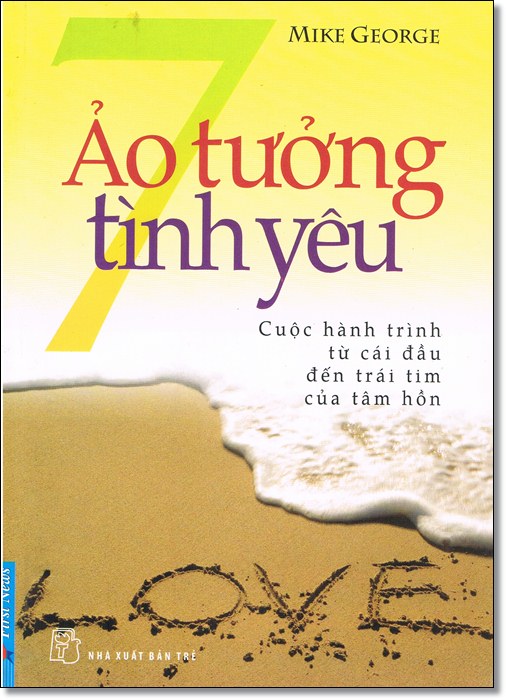 MIKE GEORGE
7
Ảo tưởng
tình yêu
Cuộc hành trình
từ cái đầu
đến trái tim
của tâm hồn
LOVE
First News
NHÀ XUẤT BẢN TRẺ